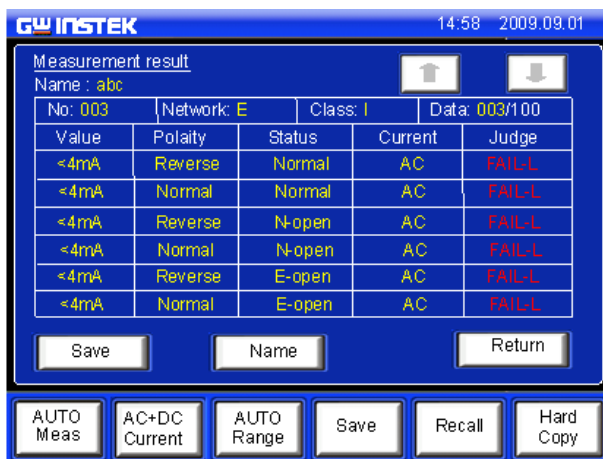 GW INSTEK 14:58 2009.09.01
Measurement result
Name : abc
No: 003 Network: E Class: I Data: 003/100
Value Polaity Status Current Judge
<4mA Reverse Normal AC FAIL-L
<4mA Normal Normal AC FAIL-L
<4mA Reverse N-open AC FAIL-L
<4mA Normal N-open AC FAIL-L
<4mA Reverse E-open AC FAIL-L
<4mA Normal E-open AC FAIL-L
Save Name Return
AUTO Meas AC+DC Current AUTO Range Save Recall Hard Copy